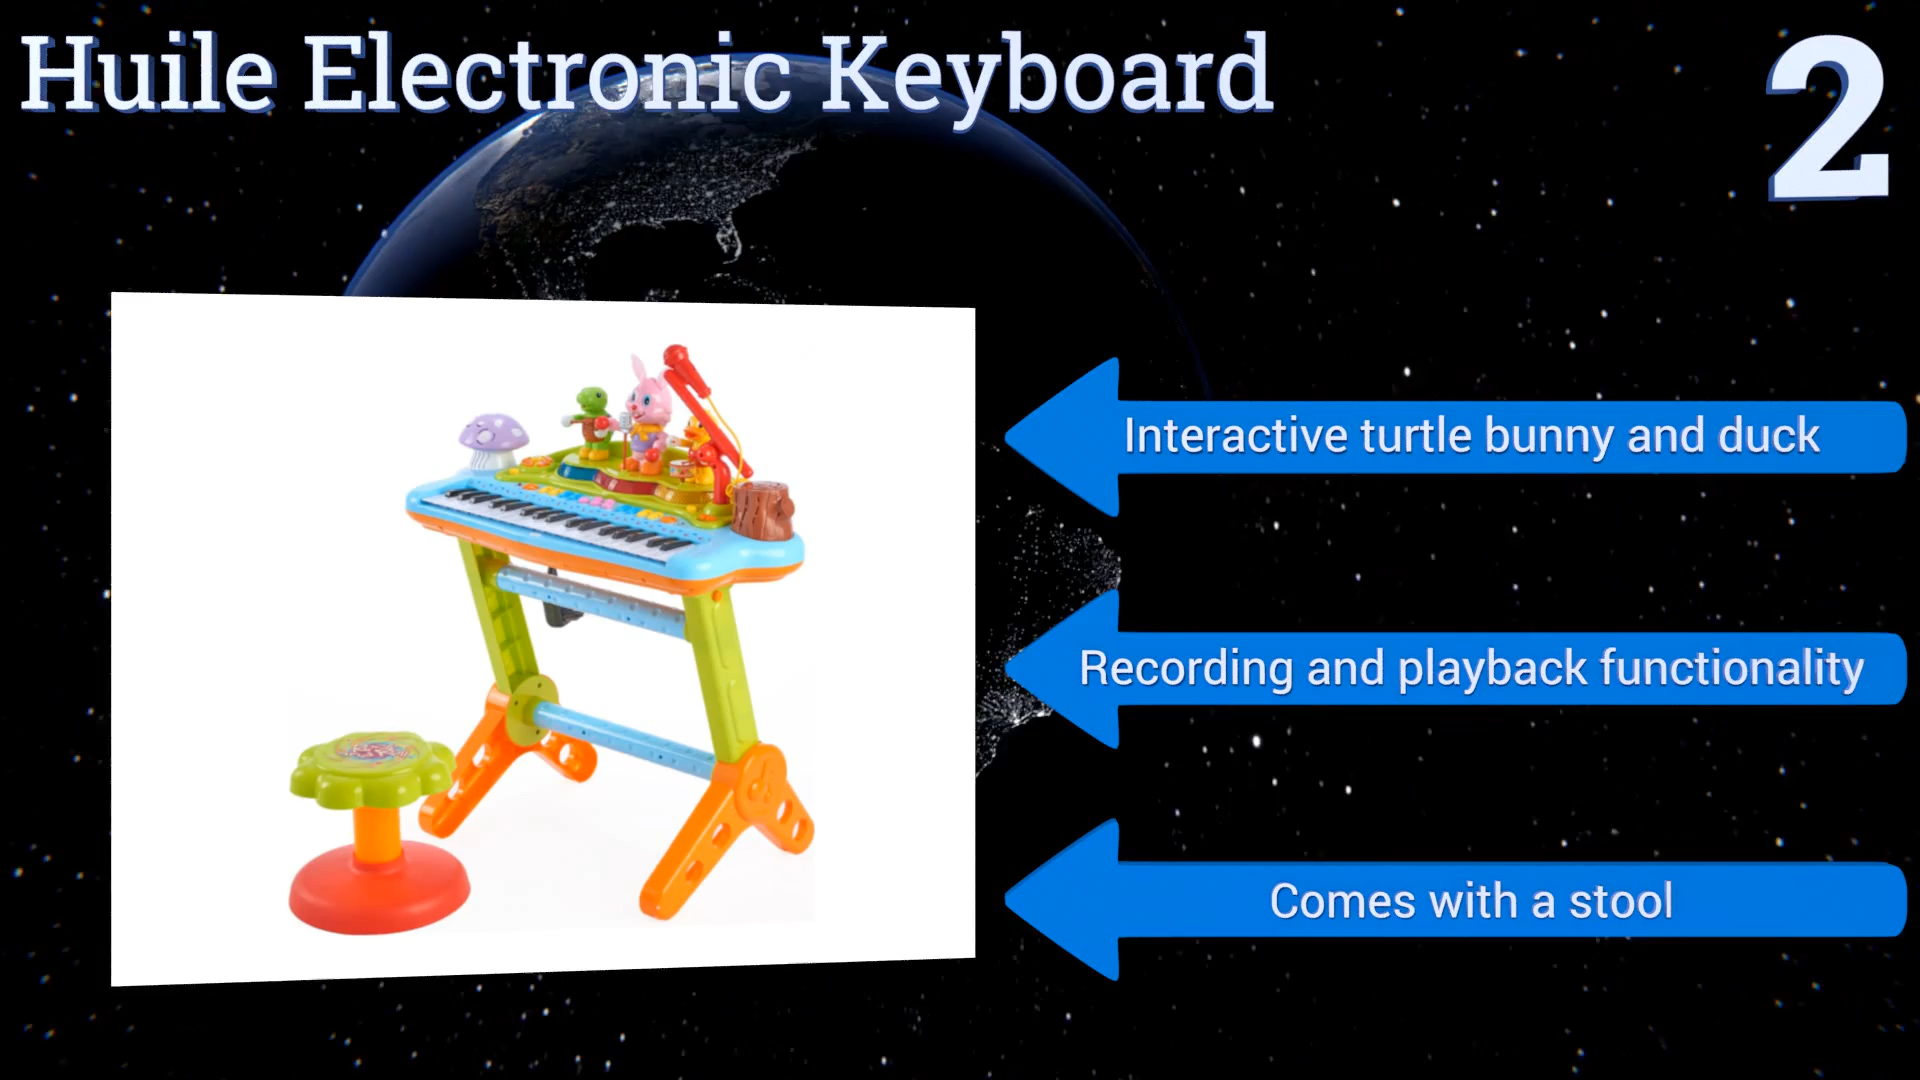 Huile Electronic Keyboard
2
Interactive turtle bunny and duck
Recording and playback functionality
Comes with a stool